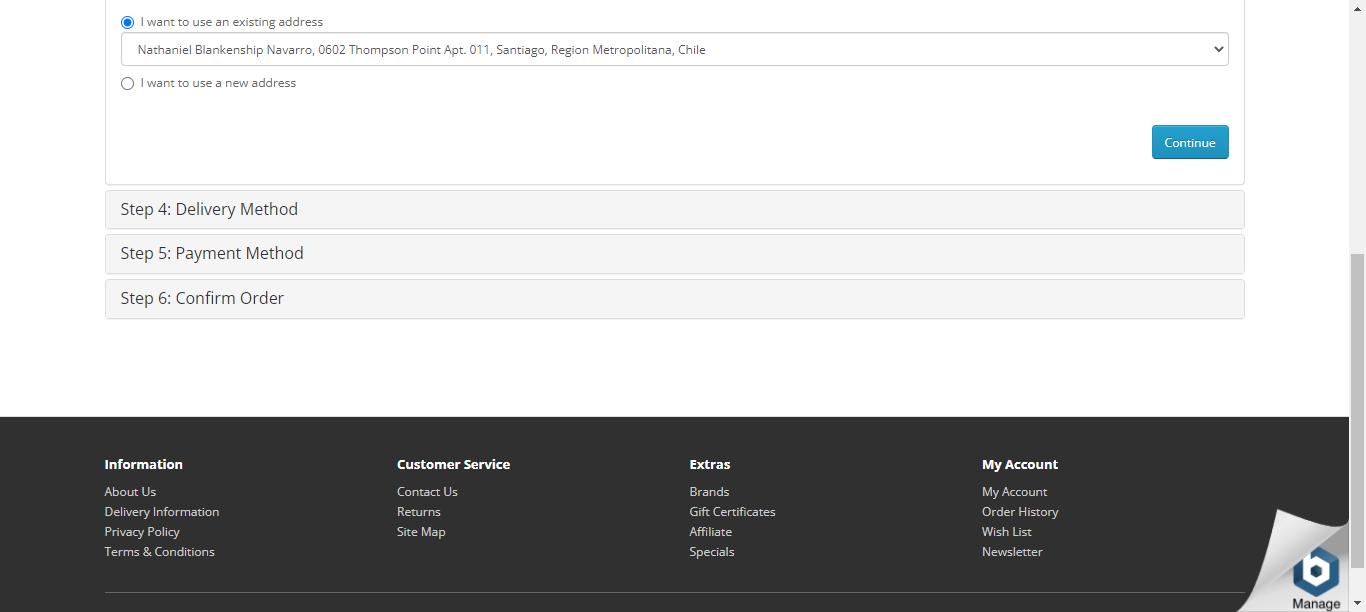 I want to use an existing address
Nathaniel Blankenship Navarro, 0602 Thompson Point Apt. 011, Santiago, Region Metropolitana, Chile
I want to use a new address
Continue
Step 4: Delivery Method
Step 5: Payment Method
Step 6: Confirm Order
Information
About Us
Delivery Information
Privacy Policy
Terms & Conditions
Customer Service
Contact Us
Returns
Site Map
Extras
Brands
Gift Certificates
Affiliate
Specials
My Account
My Account
Order History
Wish List
Newsletter
Manage